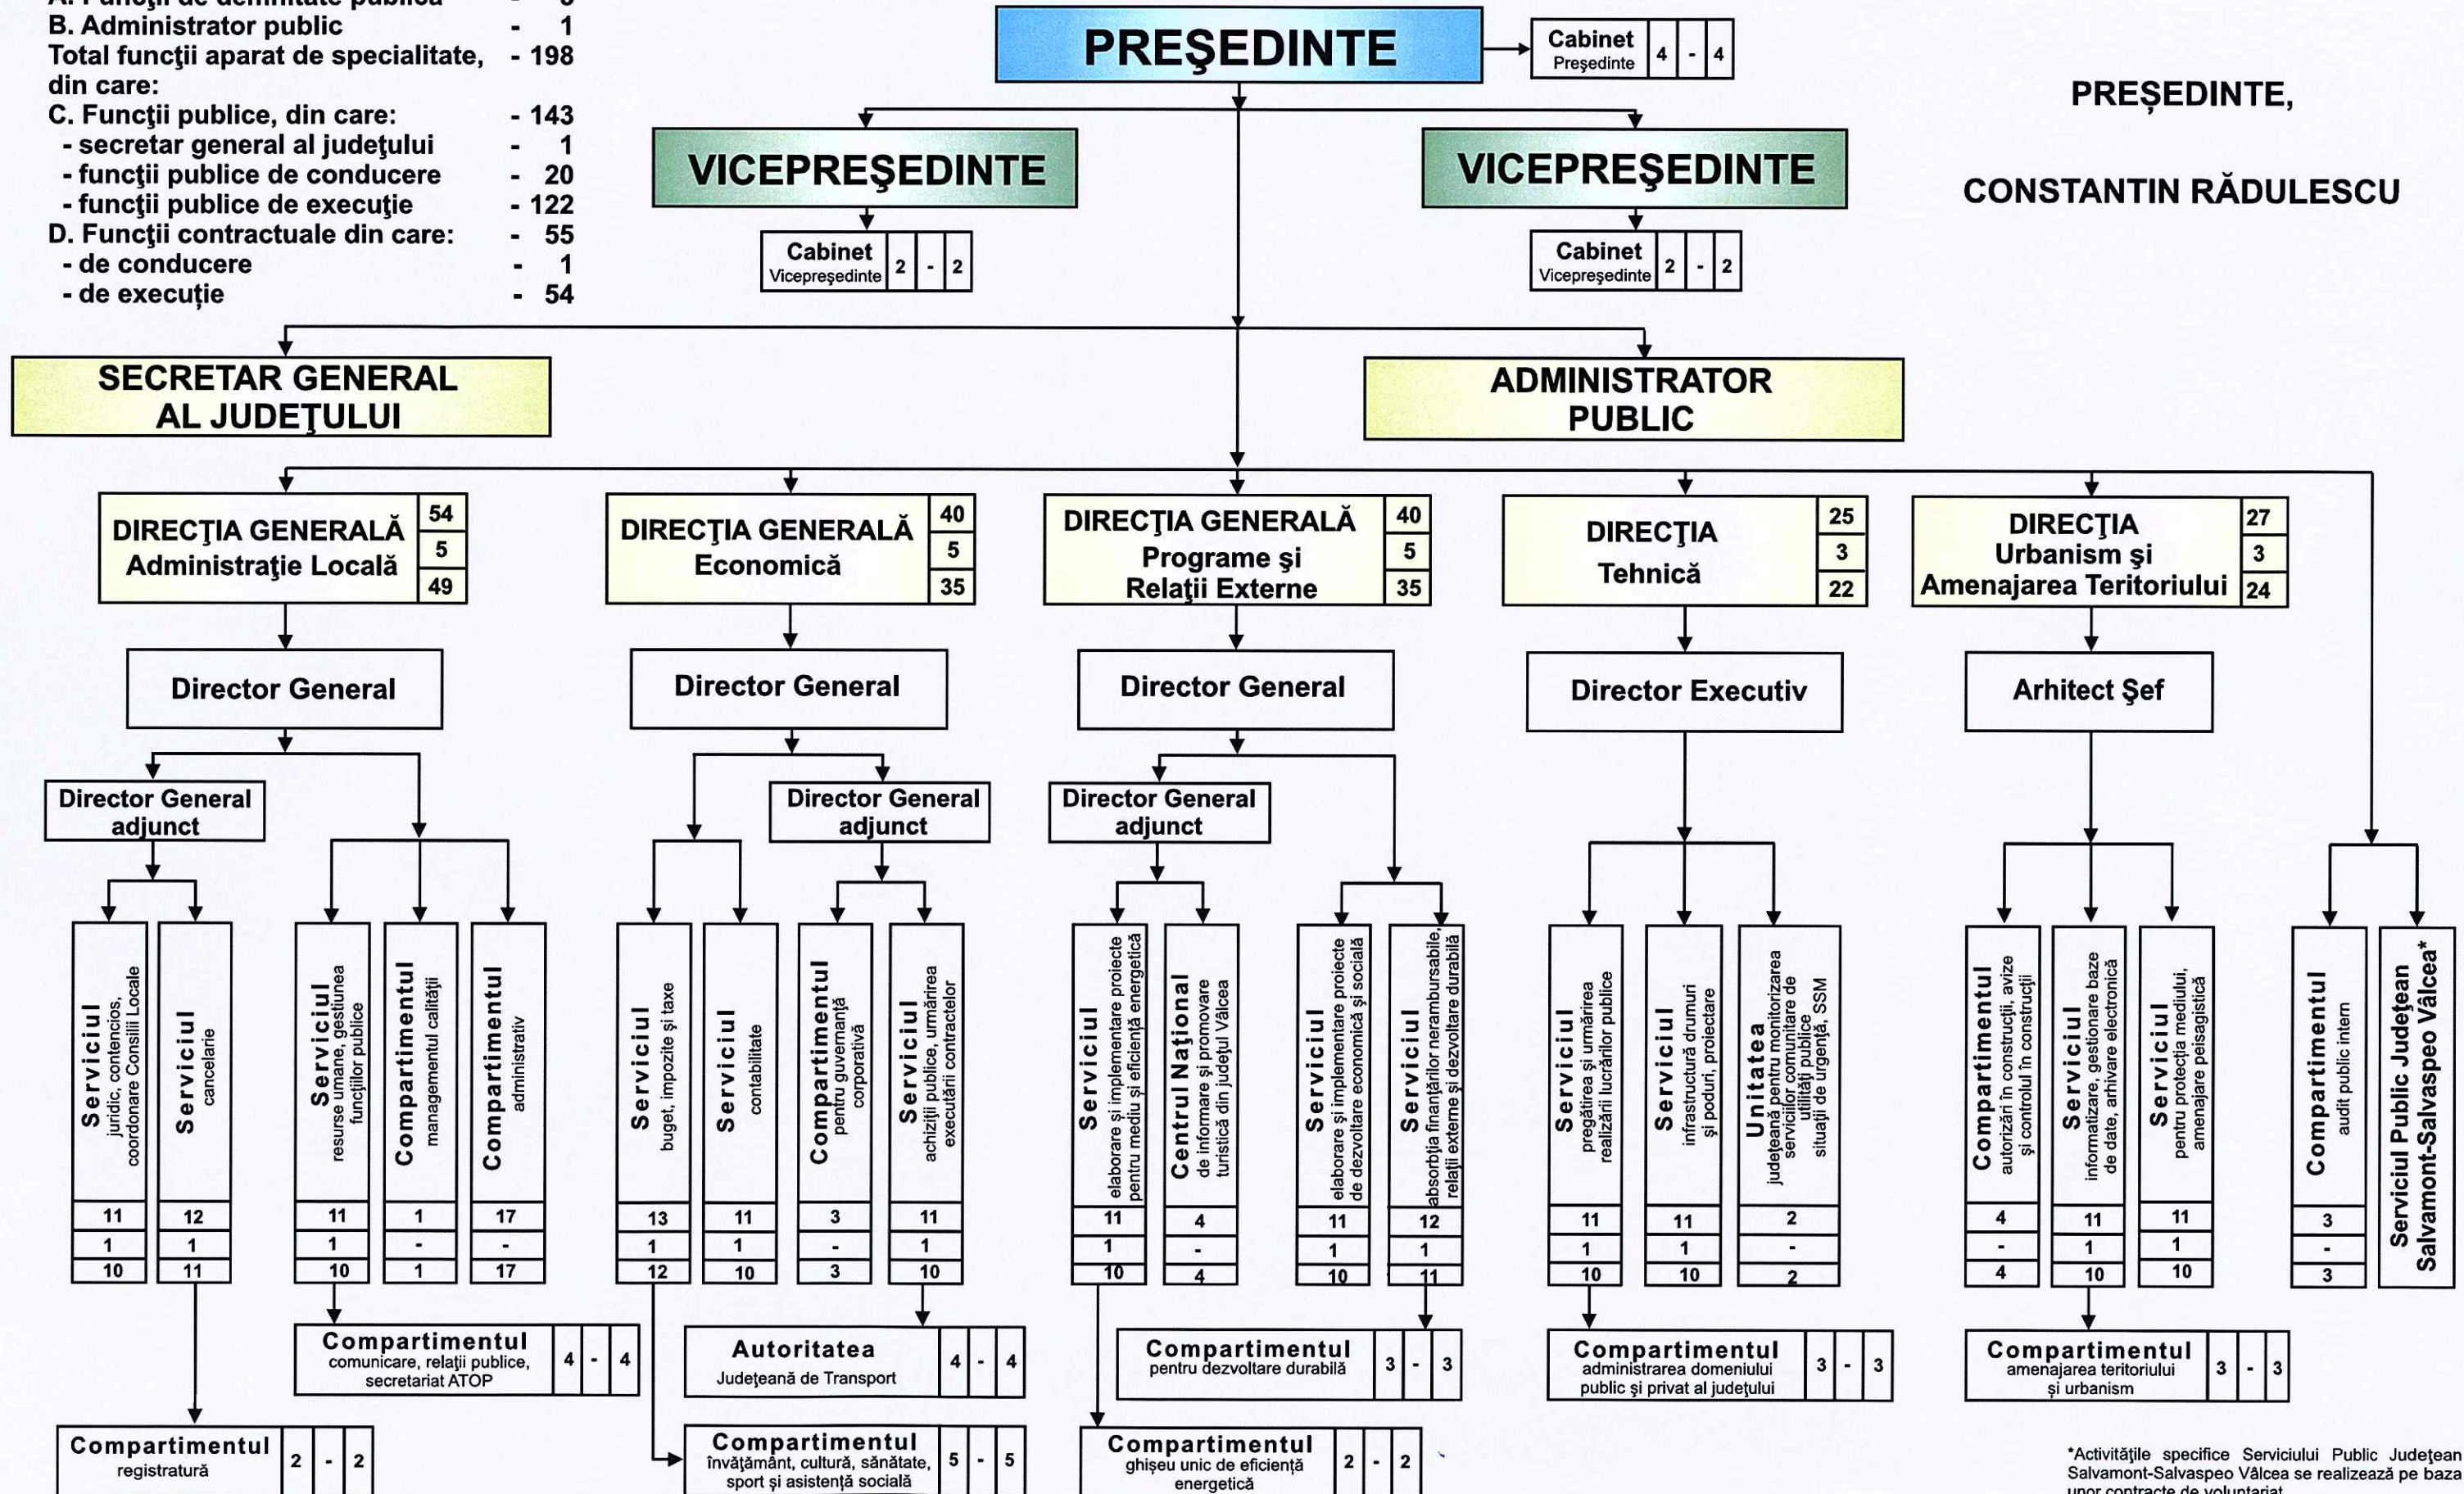 A. Funcţii de demnitate publică - 3
B. Administrator public - 1
Total funcţii aparat de specialitate, - 198
din care:
C. Funcţii publice, din care: - 143
- secretar general al judeţului - 1
- funcţii publice de conducere - 20
- funcţii publice de execuţie - 122
D. Funcţii contractuale din care: - 55
- de conducere - 1
- de execuție - 54
PREŞEDINTE
Cabinet
Preşedinte
4 - 4
PREȘEDINTE,
CONSTANTIN RĂDULESCU
VICEPREŞEDINTE
Cabinet
Vicepreşedinte
2 - 2
VICEPREŞEDINTE
Cabinet
Vicepreşedinte
2 - 2
SECRETAR GENERAL
AL JUDEŢULUI
ADMINISTRATOR
PUBLIC
DIRECŢIA GENERALĂ
Administraţie Locală
54
5
49
DIRECŢIA GENERALĂ
Economică
40
5
35
DIRECŢIA GENERALĂ
Programe şi
Relaţii Externe
40
5
35
DIRECŢIA
Tehnică
25
3
22
DIRECŢIA
Urbanism şi
Amenajarea Teritoriului
27
3
24
Director General
Director General
Director General
Director Executiv
Arhitect Şef
Director General
adjunct
Director General
adjunct
Director General
adjunct
Serviciul
juridic, contencios,
coordonare Consilii Locale
11
1
10
Serviciul
cancelarie
12
1
11
Serviciul
resurse umane, gestiunea
funcţiilor publice
11
1
10
Compartimentul
managementul calităţii
1
-
1
Compartimentul
administrativ
17
-
17
Serviciul
buget, impozite şi taxe
13
1
12
Serviciul
contabilitate
11
1
10
Compartimentul
pentru guvernanţă
corporativă
3
-
3
Serviciul
achiziţii publice, urmărirea
executării contractelor
11
1
10
Serviciul
elaborare şi implementare proiecte
pentru mediu şi eficienţă energetică
11
1
10
Centrul Naţional
de informare şi promovare
turistică din judeţul Vâlcea
4
-
4
Serviciul
elaborare şi implementare proiecte
de dezvoltare economică şi socială
11
1
10
Serviciul
absorbţia finanţărilor nerambursabile,
relaţii externe şi dezvoltare durabilă
12
1
11
Serviciul
pregătirea şi urmărirea
realizării lucrărilor publice
11
1
10
Serviciul
infrastructură drumuri
şi poduri, proiectare
11
1
10
Unitatea
judeţeană pentru monitorizarea
serviciilor comunitare de
utilităţi publice
situaţii de urgenţă, SSM
2
-
2
Compartimentul
autorizări în construcţii, avize
şi controlul în construcţii
4
-
4
Serviciul
informatizare, gestionare baze
de date, arhivare electronică
11
1
10
Serviciul
pentru protecţia mediului,
amenajare peisagistică
11
1
10
Compartimentul
audit public intern
3
-
3
Serviciul Public Judeţean
Salvamont-Salvaspeo Vâlcea*
Compartimentul
comunicare, relaţii publice,
secretariat ATOP
4 - 4
Autoritatea
Judeţeană de Transport
4 - 4
Compartimentul
pentru dezvoltare durabilă
3 - 3
Compartimentul
administrarea domeniului
public şi privat al judeţului
3 - 3
Compartimentul
amenajarea teritoriului
şi urbanism
3 - 3
Compartimentul
registratură
2 - 2
Compartimentul
învăţământ, cultură, sănătate,
sport şi asistenţă socială
5 - 5
Compartimentul
ghişeu unic de eficiență
energetică
2 - 2
*Activităţile specifice Serviciului Public Judeţean
Salvamont-Salvaspeo Vâlcea se realizează pe baza
unor contracte de voluntariat